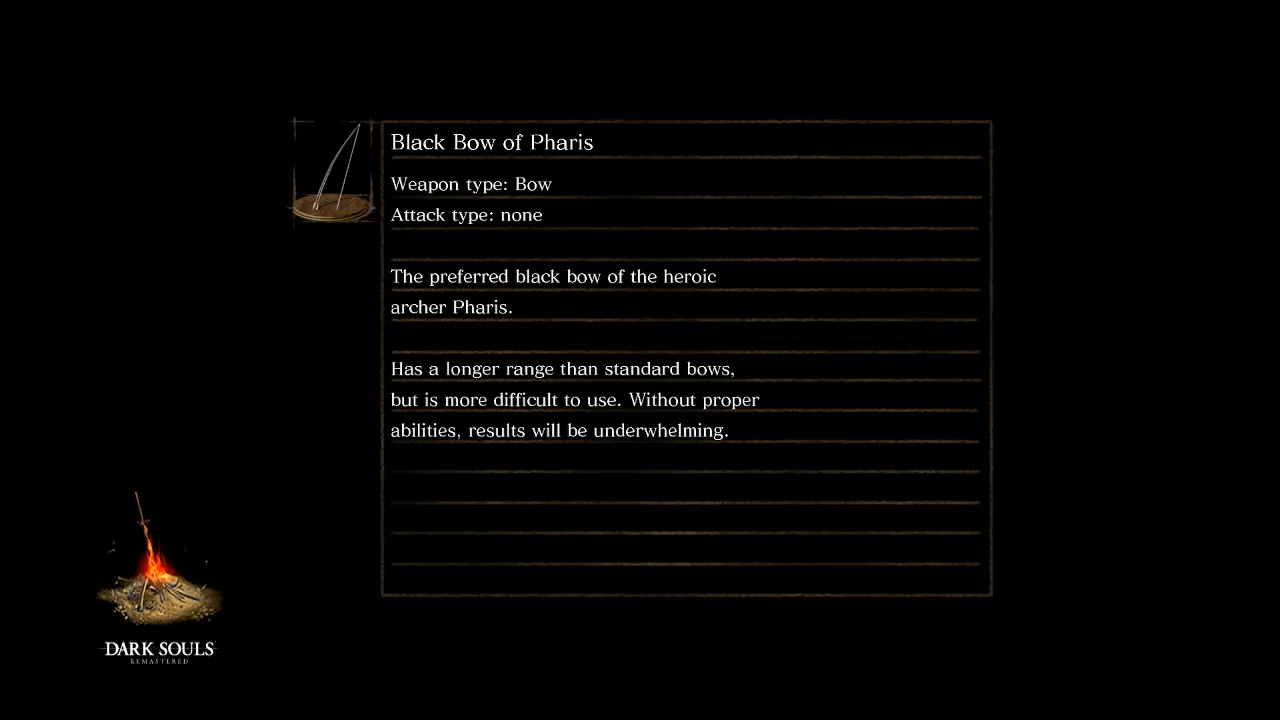 Black Bow of Pharis
Weapon type: Bow
Attack type: none
The preferred black bow of the heroic
archer Pharis.
Has a longer range than standard bows,
but is more difficult to use. Without proper
abilities, results will be underwhelming.
DARK SOULS
REMASTERED